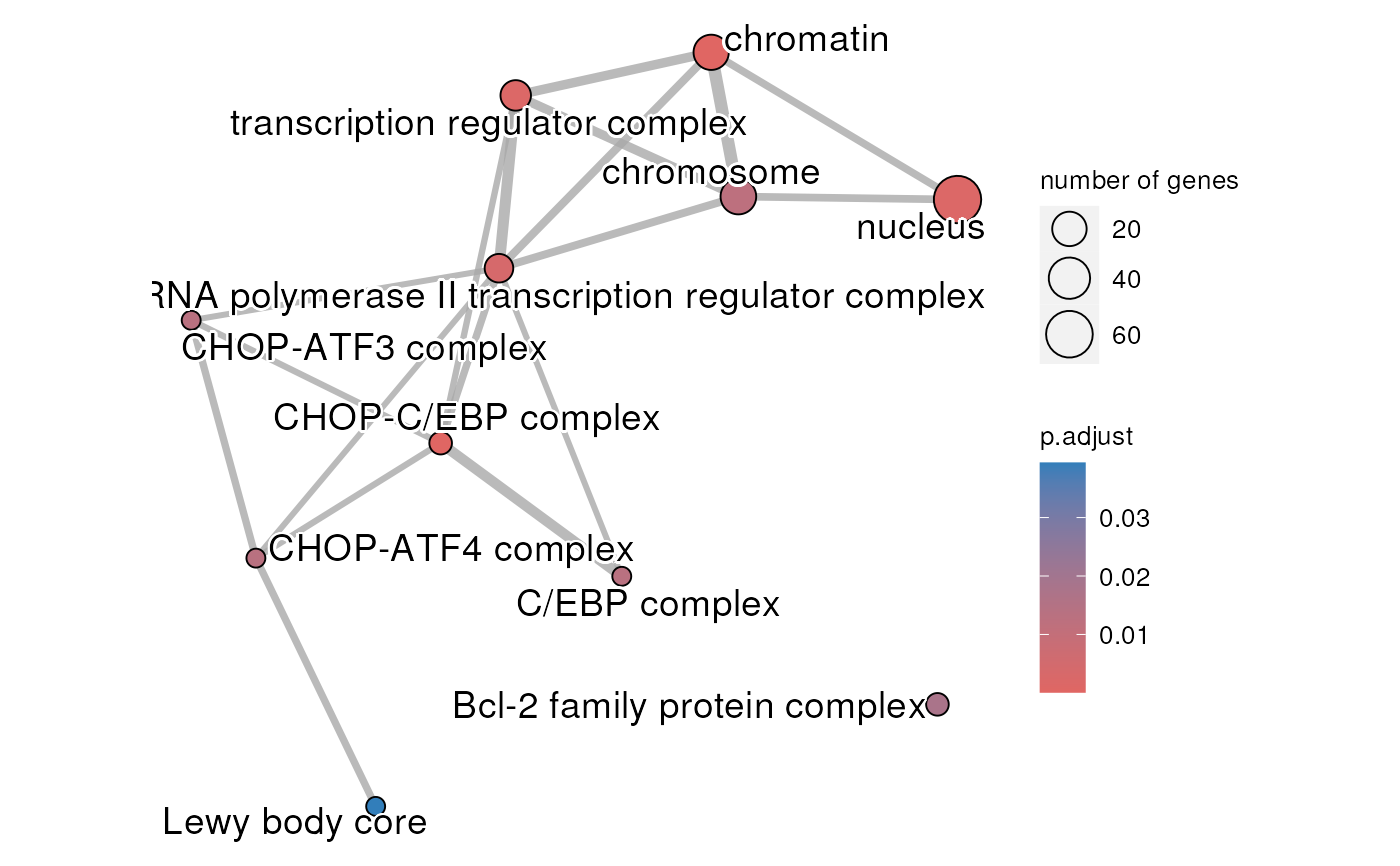 chromatin
transcription regulator complex
chromosome
nucleus
RNA polymerase II transcription regulator complex
CHOP-ATF3 complex
CHOP-C/EBP complex
CHOP-ATF4 complex
C/EBP complex
Bcl-2 family protein complex
Lewy body core
number of genes
20
40
60
p.adjust
0.03
0.02
0.01